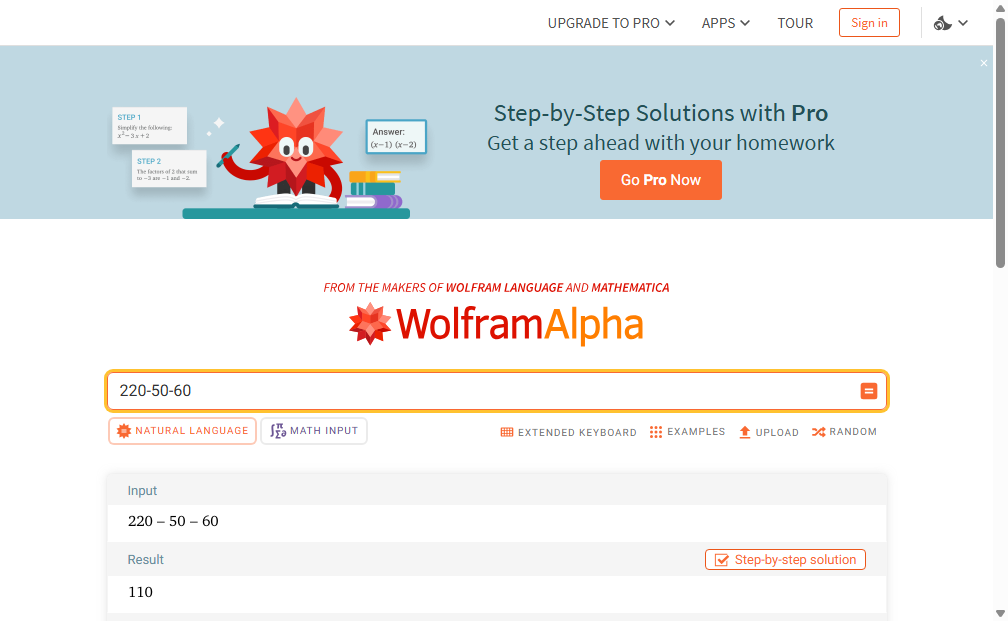 UPGRADE TO PRO APPS TOUR Sign in
STEP 1
Simplify the following:
x² − 3 x + 2
STEP 2
The factors of 2 that sum
to −3 are −1 and −2.
Answer:
(x−1) (x−2)
Step-by-Step Solutions with Pro
Get a step ahead with your homework
Go Pro Now
FROM THE MAKERS OF WOLFRAM LANGUAGE AND MATHEMATICA
WolframAlpha
220-50-60
NATURAL LANGUAGE MATH INPUT EXTENDED KEYBOARD EXAMPLES UPLOAD RANDOM
Input
220 – 50 – 60
Result Step-by-step solution
110